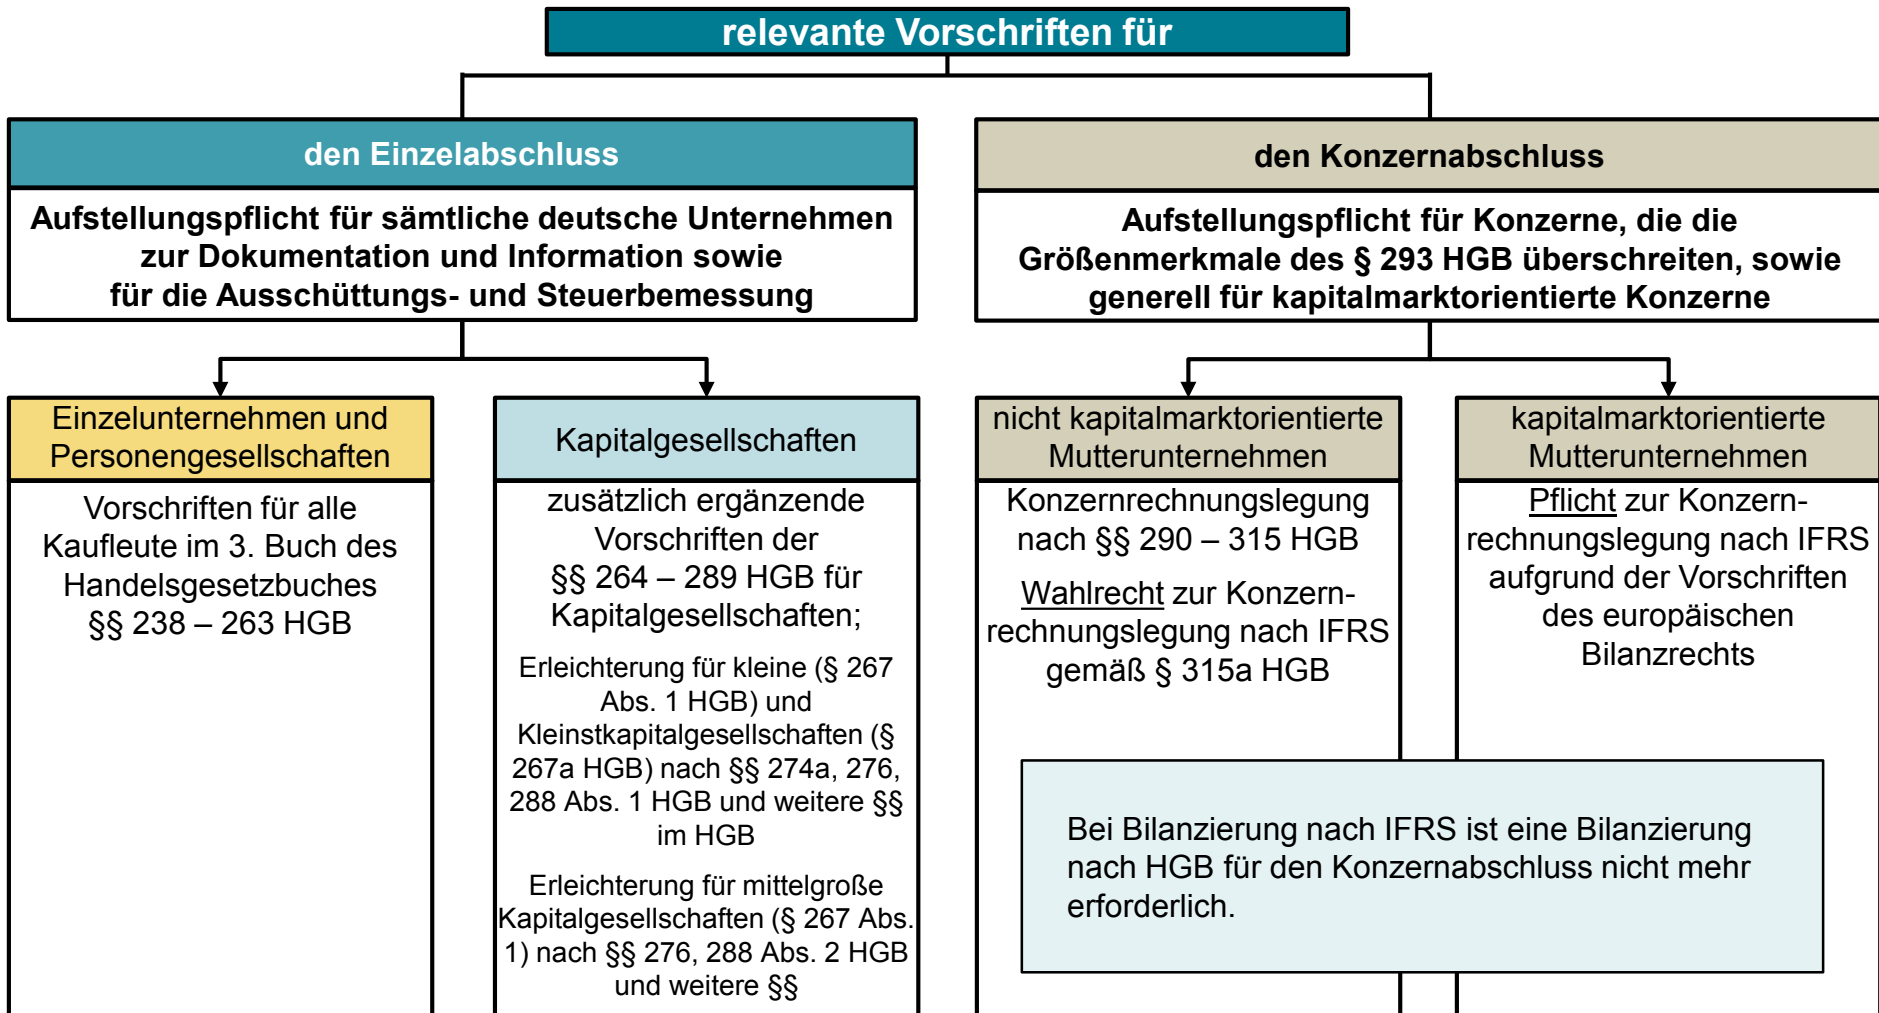 relevante Vorschriften für
den Einzelabschluss
Aufstellungspflicht für sämtliche deutsche Unternehmen
zur Dokumentation und Information sowie
für die Ausschüttungs- und Steuerbemessung
Einzelunternehmen und
Personengesellschaften
Vorschriften für alle
Kaufleute im 3. Buch des
Handelsgesetzbuches
§§ 238 – 263 HGB
Kapitalgesellschaften
zusätzlich ergänzende
Vorschriften der
§§ 264 – 289 HGB für
Kapitalgesellschaften;
Erleichterung für kleine (§ 267
Abs. 1 HGB) und
Kleinstkapitalgesellschaften (§
267a HGB) nach §§ 274a, 276,
288 Abs. 1 HGB und weitere §§
im HGB
Erleichterung für mittelgroße
Kapitalgesellschaften (§ 267 Abs.
1) nach §§ 276, 288 Abs. 2 HGB
und weitere §§
den Konzernabschluss
Aufstellungspflicht für Konzerne, die die
Größenmerkmale des § 293 HGB überschreiten, sowie
generell für kapitalmarktorientierte Konzerne
nicht kapitalmarktorientierte
Mutterunternehmen
Konzernrechnungslegung
nach §§ 290 – 315 HGB
Wahlrecht zur Konzern-
rechnungslegung nach IFRS
gemäß § 315a HGB
kapitalmarktorientierte
Mutterunternehmen
Pflicht zur Konzern-
rechnungslegung nach IFRS
aufgrund der Vorschriften
des europäischen
Bilanzrechts
Bei Bilanzierung nach IFRS ist eine Bilanzierung
nach HGB für den Konzernabschluss nicht mehr
erforderlich.